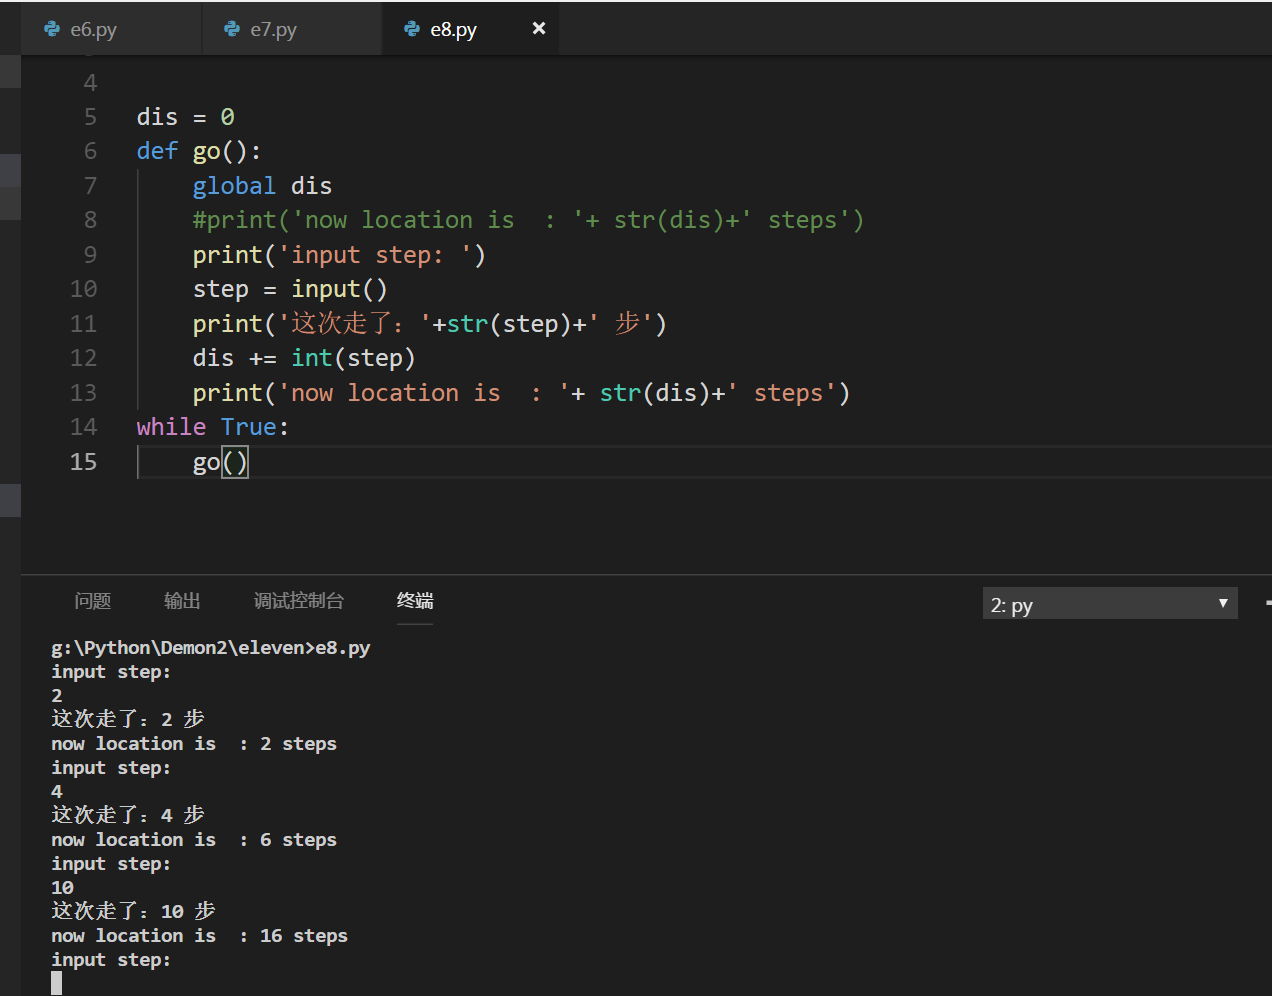 e6.py e7.py e8.py ×
4
5 dis = 0
6 def go():
7 global dis
8 #print('now location is  : '+ str(dis)+' steps')
9 print('input step: ')
10 step = input()
11 print('这次走了：'+str(step)+' 步')
12 dis += int(step)
13 print('now location is  : '+ str(dis)+' steps')
14 while True:
15 go()
问题 输出 调试控制台 终端 2: py
g:\Python\Demon2\eleven>e8.py
input step:
2
这次走了：2 步
now location is  : 2 steps
input step:
4
这次走了：4 步
now location is  : 6 steps
input step:
10
这次走了：10 步
now location is  : 16 steps
input step: